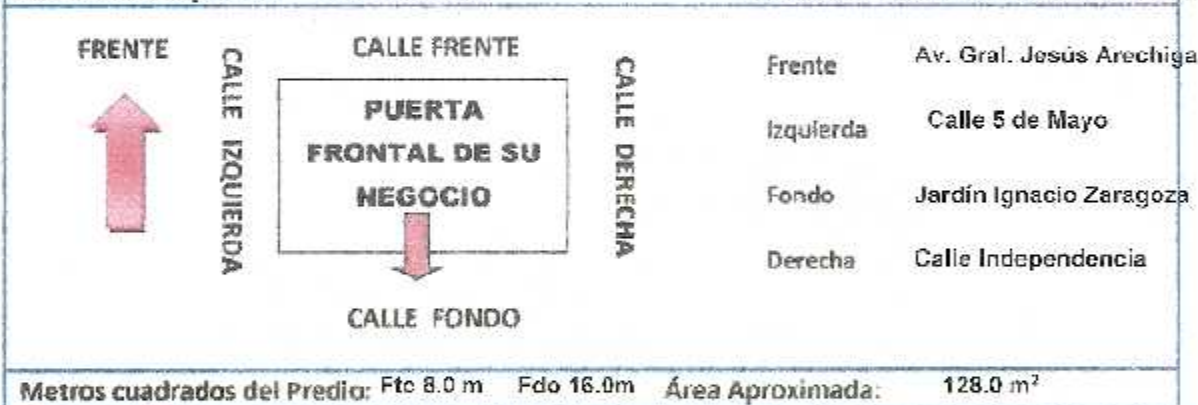 FRENTE
CALLE IZQUIERDA
CALLE FRENTE
PUERTA
FRONTAL DE SU
NEGOCIO
CALLE FONDO
CALLE DERECHA
Frente Av. Gral. Jesús Arechiga
Izquierda Calle 5 de Mayo
Fondo Jardín Ignacio Zaragoza
Derecha Calle Independencia
Metros cuadrados del Predio: Fte 8.0 m Fdo 16.0m Área Aproximada: 128.0 m²